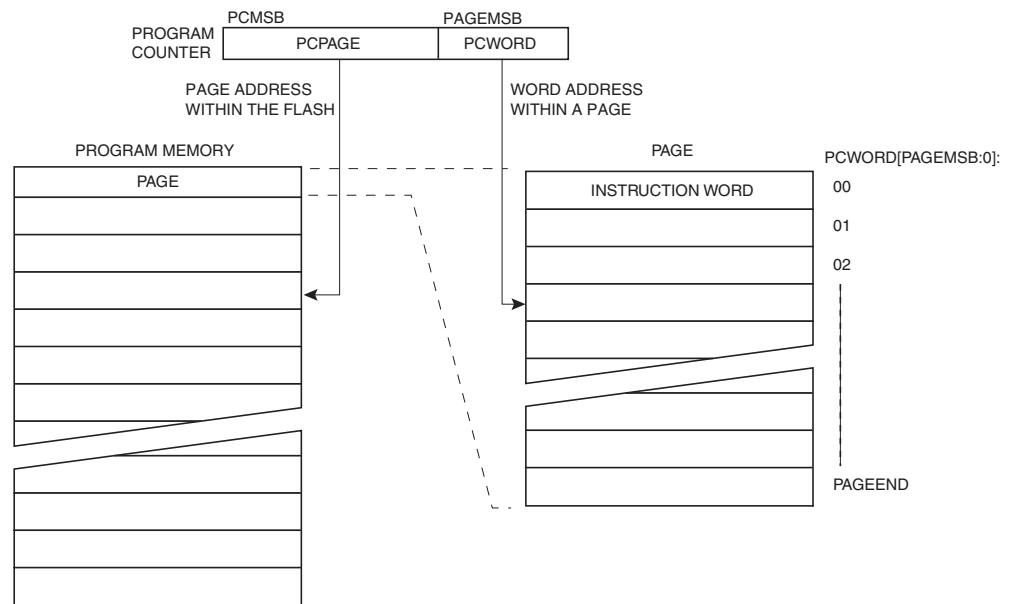 PCMSB PAGEMSB
PROGRAM
COUNTER
PCPAGE PCWORD
PAGE ADDRESS
WITHIN THE FLASH
WORD ADDRESS
WITHIN A PAGE
PROGRAM MEMORY
PAGE
PAGE
INSTRUCTION WORD
PCWORD[PAGEMSB:0]:
00
01
02
PAGEEND